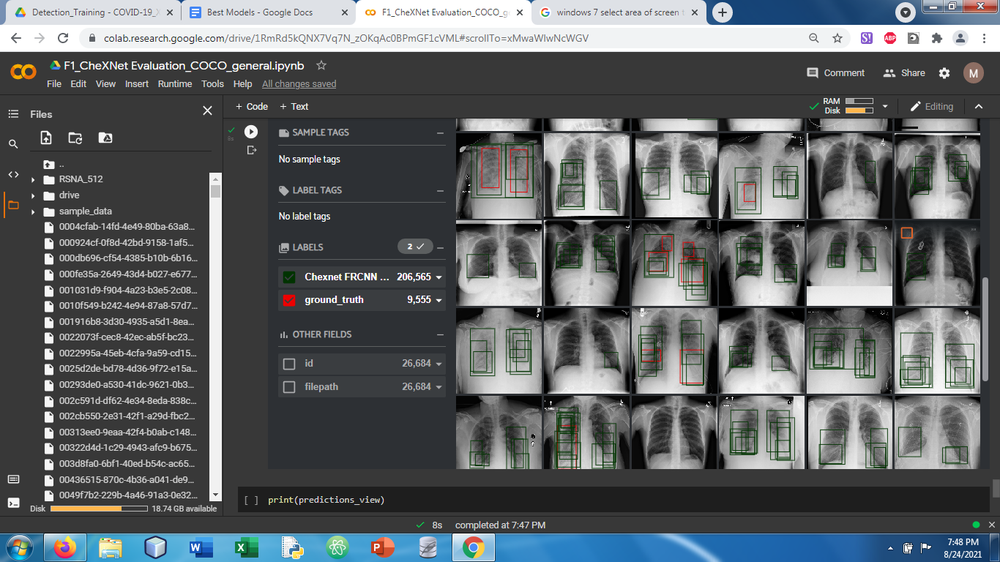 Detection_Training - COVID-19_X
Best Models - Google Docs
F1_CheXNet Evaluation_COCO_ge
windows 7 select area of screen t
colab.research.google.com/drive/1RmRd5kQNX7Vq7N_zOKqAc0BPmGF1cVML#scrollTo=xMwaWlwNcWGV
F1_CheXNet Evaluation_COCO_general.ipynb
Comment
Share
M
File Edit View Insert Runtime Tools Help All changes saved
Files
+ Code + Text
RAM
Disk
Editing
..
RSNA_512
drive
sample_data
0004cfab-14fd-4e49-80ba-63a8...
000924cf-0f8d-42bd-9158-1af5...
000db696-cf54-4385-b10b-6b16...
000fe35a-2649-43d4-b027-e677...
001031d9-f904-4a23-b3e5-2c08...
0010f549-b242-4e94-87a8-57d7...
001916b8-3d30-4935-a5d1-8ea...
0022073f-cec8-42ec-ab5f-bc23...
0022995a-45eb-4cfa-9a59-cd15...
0025d2de-bd78-4d36-9f72-e15a...
00293de0-a530-41dc-9621-0b3...
002c591d-df62-4e34-8eda-838c...
002cb550-2e31-42f1-a29d-fbc2...
00313ee0-9eaa-42f4-b0ab-c148...
00322d4d-1c29-4943-afc9-b675...
003d8fa0-6bf1-40ed-b54c-ac65...
00436515-870c-4b36-a041-de9...
0049f7b2-229b-4a46-91a3-0e32...
Disk
18.74 GB available
8s
SAMPLE TAGS
No sample tags
LABEL TAGS
No label tags
LABELS
2
Chexnet FRCNN ... 206,565
ground_truth 9,555
OTHER FIELDS
id 26,684
filepath 26,684
[ ] print(predictions_view)
8s completed at 7:47 PM
7:48 PM
8/24/2021